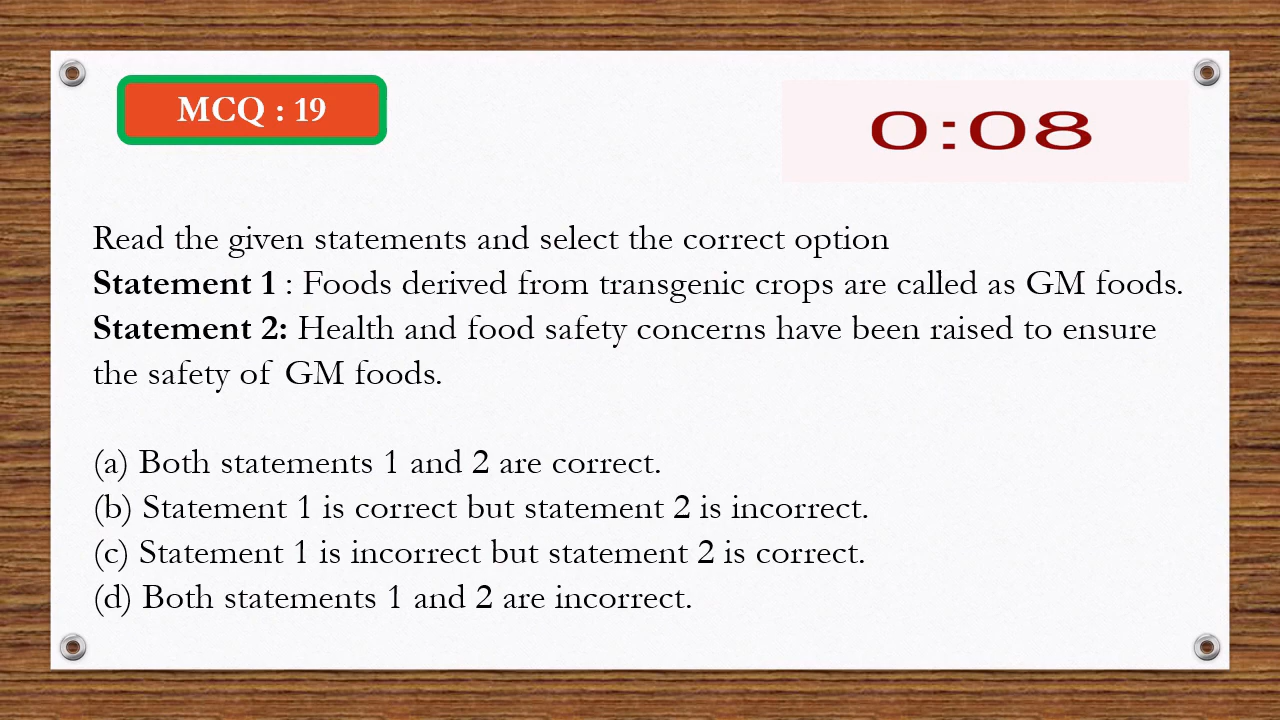 MCQ : 19
0:08
Read the given statements and select the correct option
Statement 1 : Foods derived from transgenic crops are called as GM foods.
Statement 2: Health and food safety concerns have been raised to ensure
the safety of GM foods.
(a) Both statements 1 and 2 are correct.
(b) Statement 1 is correct but statement 2 is incorrect.
(c) Statement 1 is incorrect but statement 2 is correct.
(d) Both statements 1 and 2 are incorrect.